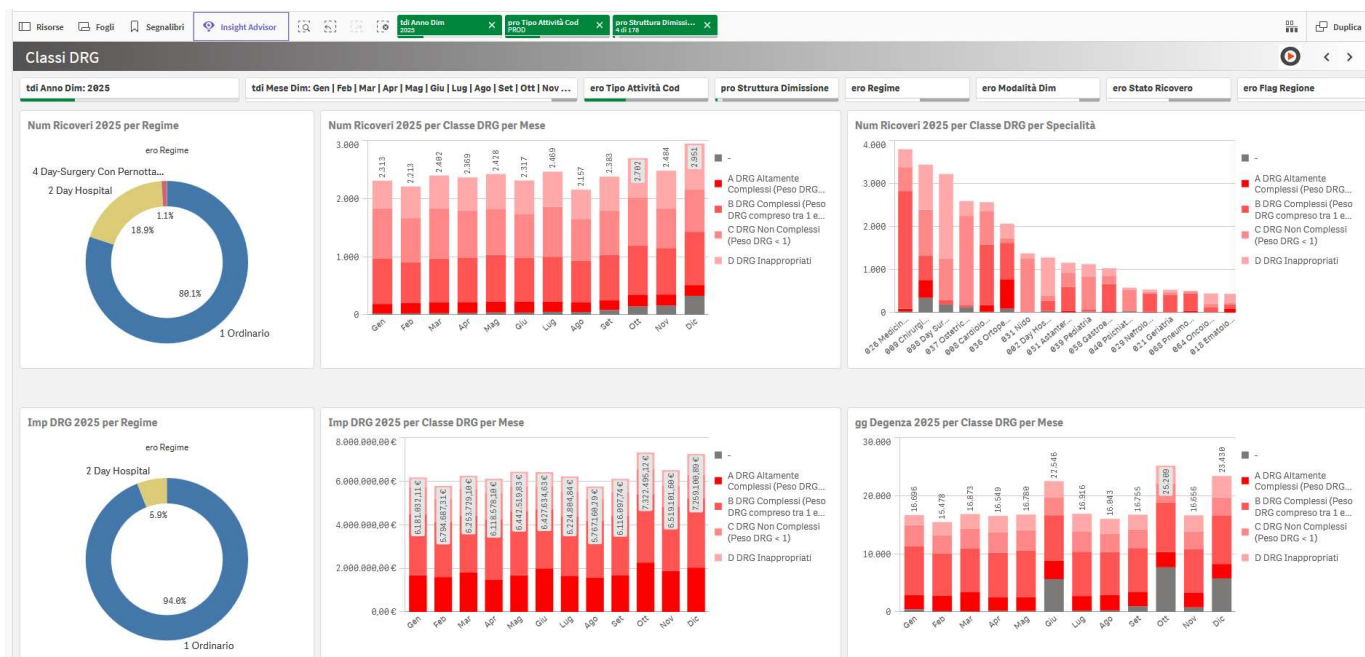 Risorse
Fogli
Segnalibri
Insight Advisor
tdi Anno Dim
2025
pro Tipo Attività Cod
PROD
pro Struttura Dimissi...
4 di 178
Duplica
Classi DRG
tdi Anno Dim: 2025
tdi Mese Dim: Gen | Feb | Mar | Apr | Mag | Giu | Lug | Ago | Set | Ott | Nov ...
ero Tipo Attività Cod
pro Struttura Dimissione
ero Regime
ero Modalità Dim
ero Stato Ricovero
ero Flag Regione
Num Ricoveri 2025 per Regime
ero Regime
4 Day-Surgery Con Pernotta...
2 Day Hospital
1.1%
18.9%
80.1%
1 Ordinario
Num Ricoveri 2025 per Classe DRG per Mese
3.000
2.000
1.000
0
2.313
2.213
2.402
2.369
2.428
2.317
2.469
2.157
2.383
2.702
2.484
2.951
Gen
Feb
Mar
Apr
Mag
Giu
Lug
Ago
Set
Ott
Nov
Dic
-
A DRG Altamente
Complessi (Peso DRG...
B DRG Complessi (Peso
DRG compreso tra 1 e...
C DRG Non Complessi
(Peso DRG < 1)
D DRG Inappropriati
Num Ricoveri 2025 per Classe DRG per Specialità
4.000
3.000
2.000
1.000
0
026 Medicin...
009 Chirurgi...
098 Day Sur...
037 Ostetric...
008 Cardiolo...
036 Ortope...
031 Nido
002 Day Hos...
051 Astanter...
039 Pediatria
058 Gastroe...
040 Psichiat...
029 Nefrolo...
021 Geriatria
068 Pneumo...
064 Oncolo...
018 Ematolo...
-
A DRG Altamente
Complessi (Peso DRG...
B DRG Complessi (Peso
DRG compreso tra 1 e...
C DRG Non Complessi
(Peso DRG < 1)
D DRG Inappropriati
Imp DRG 2025 per Regime
ero Regime
2 Day Hospital
5.9%
94.0%
1 Ordinario
Imp DRG 2025 per Classe DRG per Mese
8.000.000,00 €
6.000.000,00 €
4.000.000,00 €
2.000.000,00 €
0,00 €
6.181.032,11 €
5.794.687,31 €
6.253.729,10 €
6.118.578,10 €
6.442.519,83 €
6.427.634,63 €
6.224.804,84 €
5.767.160,29 €
6.116.097,74 €
7.322.495,12 €
6.519.101,60 €
7.259.100,89 €
Gen
Feb
Mar
Apr
Mag
Giu
Lug
Ago
Set
Ott
Nov
Dic
-
A DRG Altamente
Complessi (Peso DRG...
B DRG Complessi (Peso
DRG compreso tra 1 e...
C DRG Non Complessi
(Peso DRG < 1)
D DRG Inappropriati
gg Degenza 2025 per Classe DRG per Mese
30.000
20.000
10.000
0
16.696
15.478
16.873
16.549
16.780
22.546
16.916
16.043
16.755
25.209
16.656
23.430
Gen
Feb
Mar
Apr
Mag
Giu
Lug
Ago
Set
Ott
Nov
Dic
-
A DRG Altamente
Complessi (Peso DRG...
B DRG Complessi (Peso
DRG compreso tra 1 e...
C DRG Non Complessi
(Peso DRG < 1)
D DRG Inappropriati